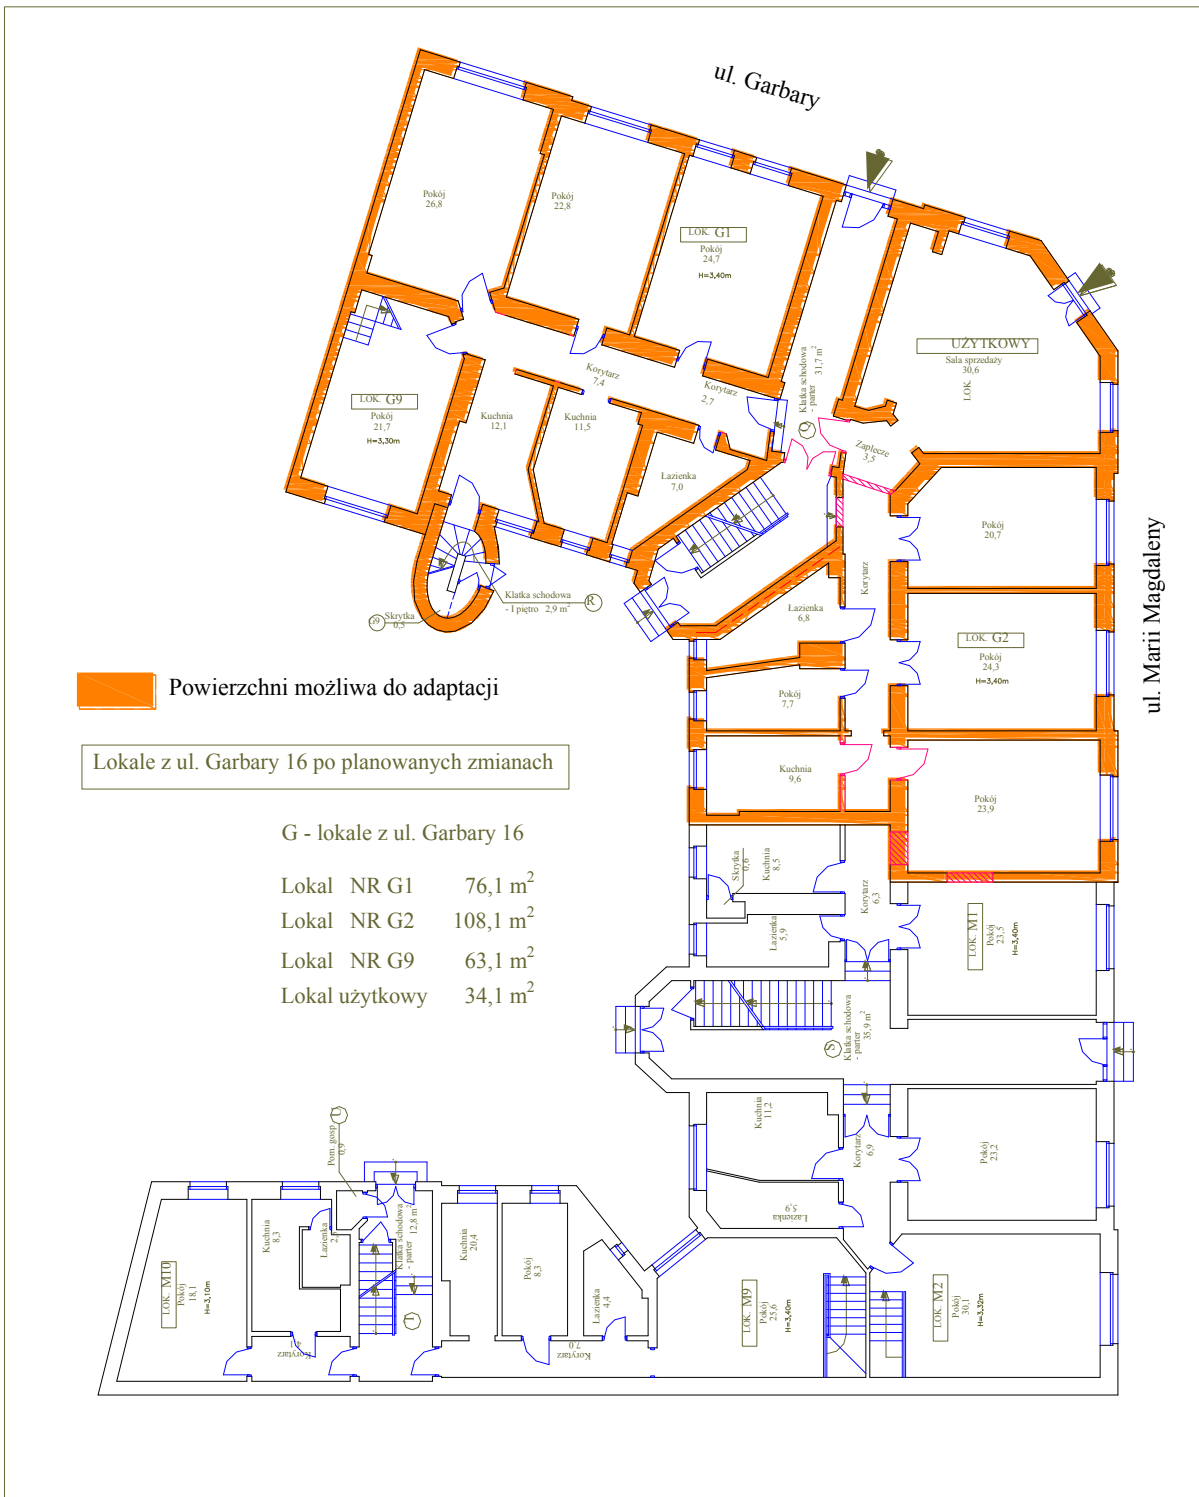 ul. Garbary
Pokój
26,8
Pokój
22,8
LOK. G1
Pokój
24,7
H=3,40m
Klatka schodowa
- parter 31,7 m²
UŻYTKOWY
Sala sprzedaży
30,6
LOK.
Korytarz
7,4
Korytarz
2,7
LOK. G9
Pokój
21,7
H=3,30m
Kuchnia
12,1
Kuchnia
11,5
Łazienka
7,0
Q
Zaplecze
3,5
Pokój
20,7
Korytarz
ul. Marii Magdaleny
Klatka schodowa
- I piętro 2,9 m²
R
G9
Skrytka
0,5
Łazienka
6,8
LOK. G2
Pokój
24,3
H=3,40m
Powierzchni możliwa do adaptacji
Pokój
7,7
Lokale z ul. Garbary 16 po planowanych zmianach
Kuchnia
9,6
Pokój
23,9
G - lokale z ul. Garbary 16
Lokal NR G1 76,1 m²
Lokal NR G2 108,1 m²
Lokal NR G9 63,1 m²
Lokal użytkowy 34,1 m²
Skrytka
0,6
Kuchnia
8,5
Korytarz
6,3
Łazienka
5,9
LOK. M1
Pokój
23,5
H=3,40m
S
Klatka schodowa
- parter 35,9 m²
Kuchnia
11,2
Korytarz
6,9
Pokój
23,2
Łazienka
5,9
U
Pom. gosp.
0,9
LOK. M10
Pokój
18,1
H=3,10m
Kuchnia
8,3
Łazienka
Klatka schodowa
- parter 12,8 m²
T
Korytarz
4,1
Kuchnia
20,4
Pokój
8,3
Łazienka
4,4
Korytarz
7,0
LOK. M9
Pokój
25,6
H=3,40m
LOK. M2
Pokój
30,1
H=3,32m